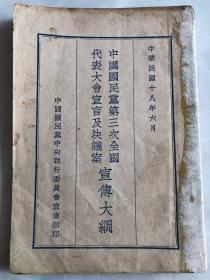 中華民國十八年六月
中國國民黨第三次全國
代表大會宣言及決議案
宣傳大綱
中國國民黨中央執行委員會宣傳部印